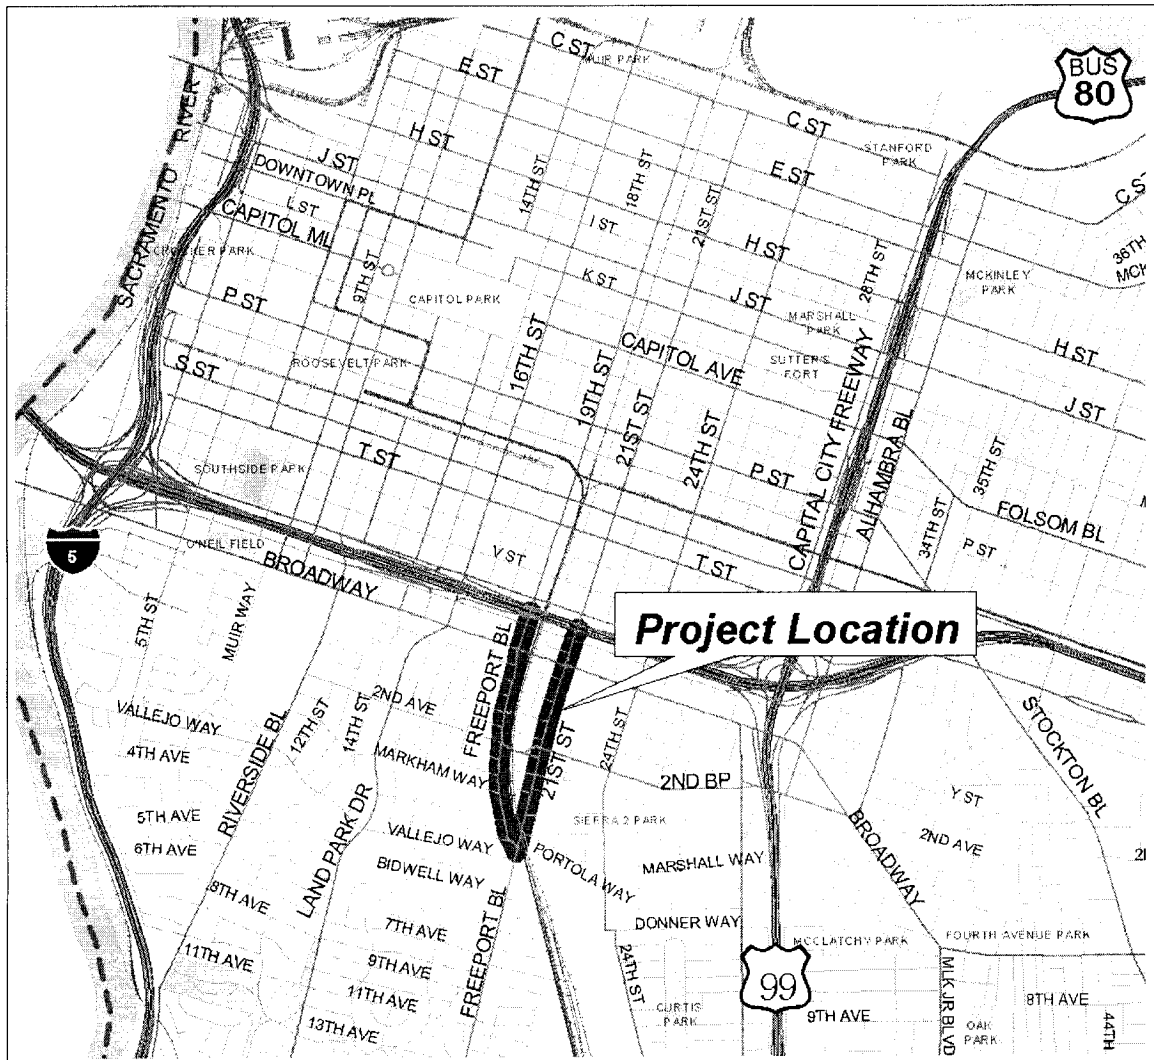 C ST
MUIR PARK
BUS
80
E ST
SACRAMENTO RIVER
H ST
C ST
STANFORD
PARK
J ST
DOWNTOWN PL
14TH ST
18TH ST
21ST ST
E ST
C ST
L ST
CAPITOL ML
I ST
H ST
28TH ST
36TH
MCK
9TH ST
K ST
MCKINLEY
PARK
P ST
CAPITOL PARK
J ST
MARSHALL
PARK
16TH ST
CAPITOL AVE
SUTTER'S
FORT
H ST
ROOSEVELT PARK
S ST
19TH ST
21ST ST
24TH ST
CAPITAL CITY FREEWAY
ALHAMBRA BL
J ST
T ST
P ST
35TH ST
SOUTHSIDE PARK
34TH ST
FOLSOM BL
P ST
5
O'NEIL FIELD
BROADWAY
V ST
T ST
Project Location
5TH ST
MUIR WAY
FREEPORT BL
2ND AVE
VALLEJO WAY
RIVERSIDE BL
12TH ST
14TH ST
21ST ST
24TH ST
STOCKTON BL
4TH AVE
MARKHAM WAY
2ND BP
Y ST
5TH AVE
SIERRA 2 PARK
BROADWAY
2ND AVE
6TH AVE
LAND PARK DR
VALLEJO WAY
PORTOLA WAY
MARSHALL WAY
21
8TH AVE
BIDWELL WAY
7TH AVE
DONNER WAY
11TH AVE
FREEPORT BL
MCCLATCHY PARK
FOURTH AVENUE PARK
9TH AVE
24TH ST
99
MLK JR BLVD
11TH AVE
CURTIS
PARK
9TH AVE
8TH AVE
13TH AVE
OAK
PARK
44TH